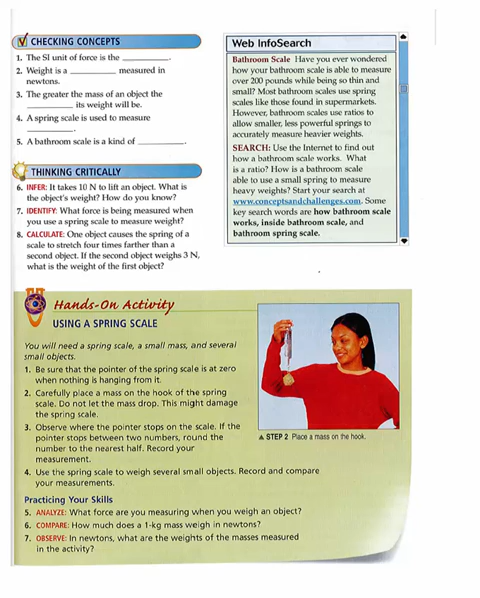 CHECKING CONCEPTS
1. The SI unit of force is the __________.
2. Weight is a __________ measured in
newtons.
3. The greater the mass of an object the
__________ its weight will be.
4. A spring scale is used to measure
__________.
5. A bathroom scale is a kind of __________.
THINKING CRITICALLY
6. INFER: It takes 10 N to lift an object. What is
the object's weight? How do you know?
7. IDENTIFY: What force is being measured when
you use a spring scale to measure weight?
8. CALCULATE: One object causes the spring of a
scale to stretch four times farther than a
second object. If the second object weighs 3 N,
what is the weight of the first object?
Web InfoSearch
Bathroom Scale Have you ever wondered
how your bathroom scale is able to measure
over 200 pounds while being so thin and
small? Most bathroom scales use spring
scales like those found in supermarkets.
However, bathroom scales use ratios to
allow smaller, less powerful springs to
accurately measure heavier weights.
SEARCH: Use the Internet to find out
how a bathroom scale works. What
is a ratio? How is a bathroom scale
able to use a small spring to measure
heavy weights? Start your search at
www.conceptsandchallenges.com. Some
key search words are how bathroom scale
works, inside bathroom scale, and
bathroom spring scale.
Hands-On Activity
USING A SPRING SCALE
You will need a spring scale, a small mass, and several
small objects.
1. Be sure that the pointer of the spring scale is at zero
when nothing is hanging from it.
2. Carefully place a mass on the hook of the spring
scale. Do not let the mass drop. This might damage
the spring scale.
3. Observe where the pointer stops on the scale. If the
pointer stops between two numbers, round the
number to the nearest half. Record your
measurement.
4. Use the spring scale to weigh several small objects. Record and compare
your measurements.
▲ STEP 2 Place a mass on the hook.
Practicing Your Skills
5. ANALYZE: What force are you measuring when you weigh an object?
6. COMPARE: How much does a 1-kg mass weigh in newtons?
7. OBSERVE: In newtons, what are the weights of the masses measured
in the activity?